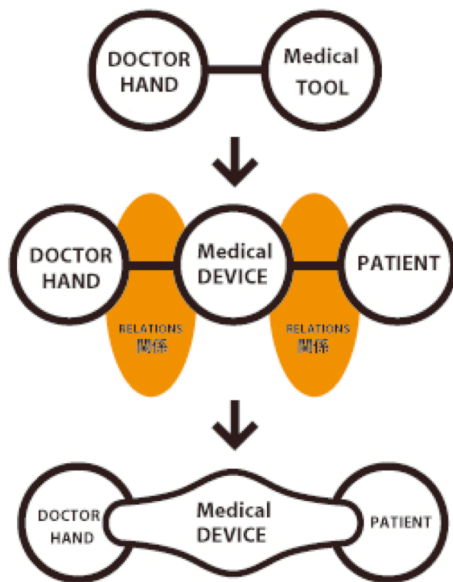 DOCTOR
HAND
Medical
TOOL
DOCTOR
HAND
Medical
DEVICE
PATIENT
RELATIONS
関係
RELATIONS
関係
DOCTOR
HAND
Medical
DEVICE
PATIENT